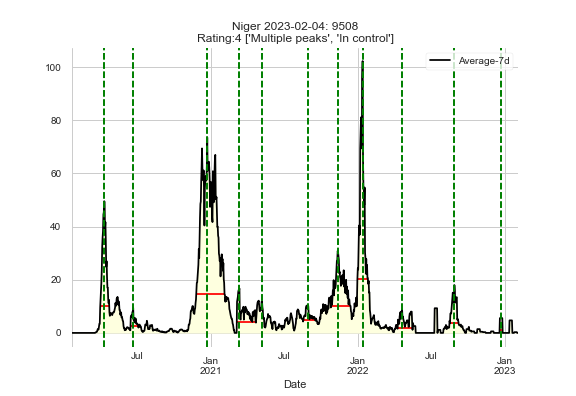 Niger 2023-02-04: 9508
Rating:4 ['Multiple peaks', 'In control']
Average-7d
100
80
60
40
20
0
Jul Jan Jul Jan Jul Jan
2021 2022 2023
Date